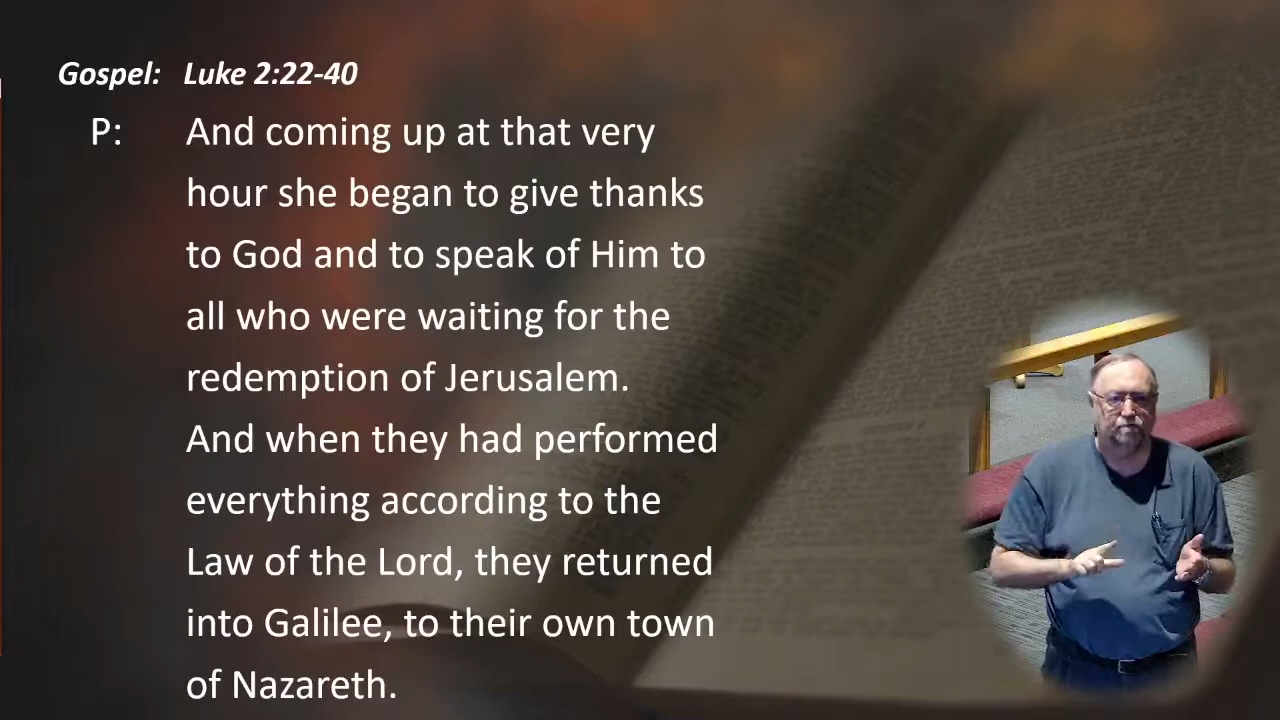 Gospel: Luke 2:22-40
P: And coming up at that very
hour she began to give thanks
to God and to speak of Him to
all who were waiting for the
redemption of Jerusalem.
And when they had performed
everything according to the
Law of the Lord, they returned
into Galilee, to their own town
of Nazareth.